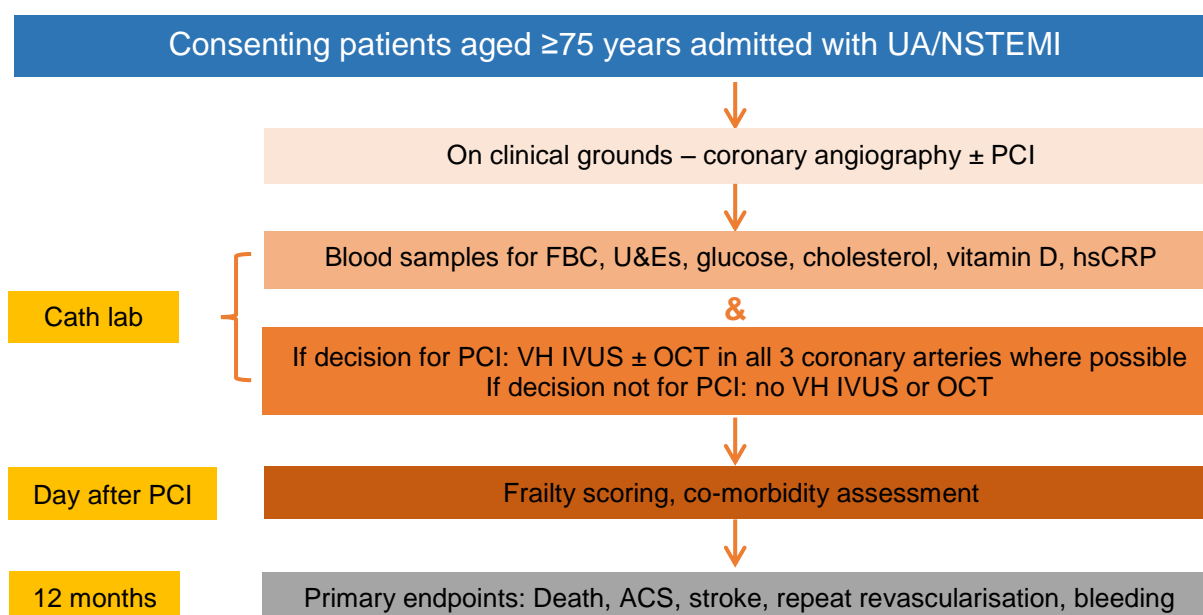 Consenting patients aged ≥75 years admitted with UA/NSTEMI
On clinical grounds – coronary angiography ± PCI
Blood samples for FBC, U&Es, glucose, cholesterol, vitamin D, hsCRP
Cath lab
&
If decision for PCI: VH IVUS ± OCT in all 3 coronary arteries where possible
If decision not for PCI: no VH IVUS or OCT
Day after PCI
Frailty scoring, co-morbidity assessment
12 months
Primary endpoints: Death, ACS, stroke, repeat revascularisation, bleeding